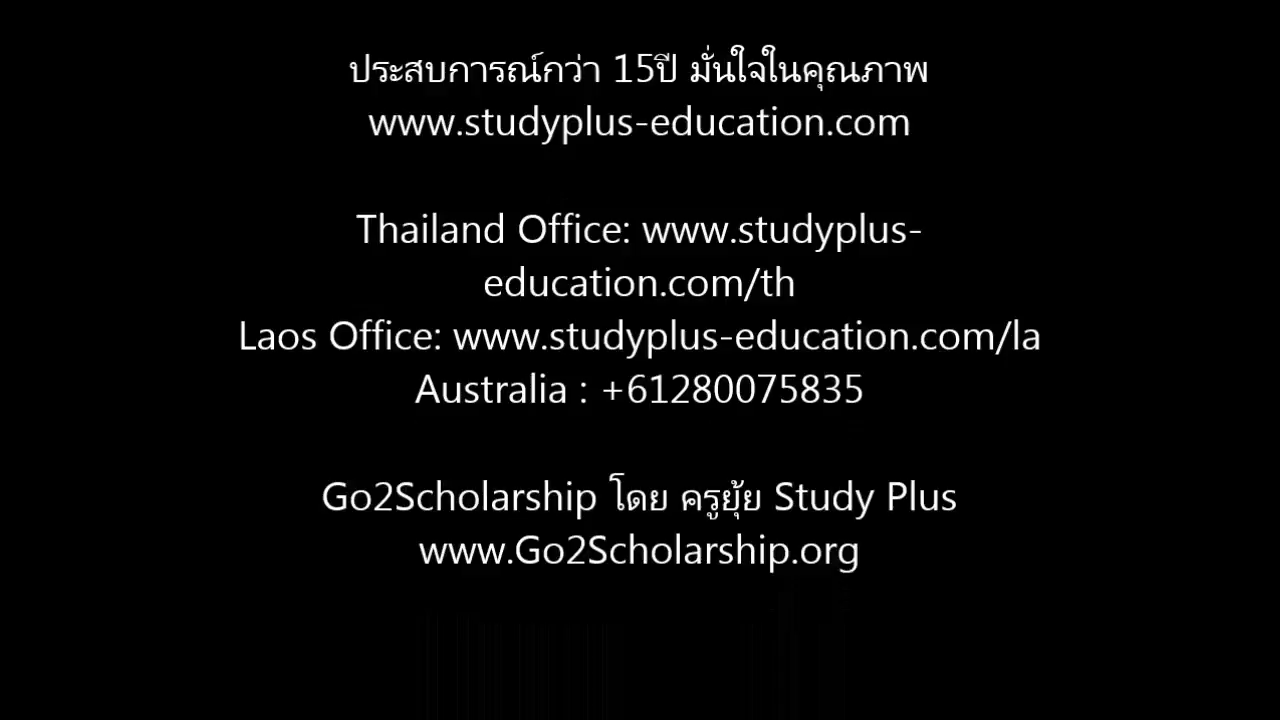 ประสบการณ์กว่า 15ปี มั่นใจในคุณภาพ
www.studyplus-education.com
Thailand Office: www.studyplus-
education.com/th
Laos Office: www.studyplus-education.com/la
Australia : +61280075835
Go2Scholarship โดย ครูยุ้ย Study Plus
www.Go2Scholarship.org